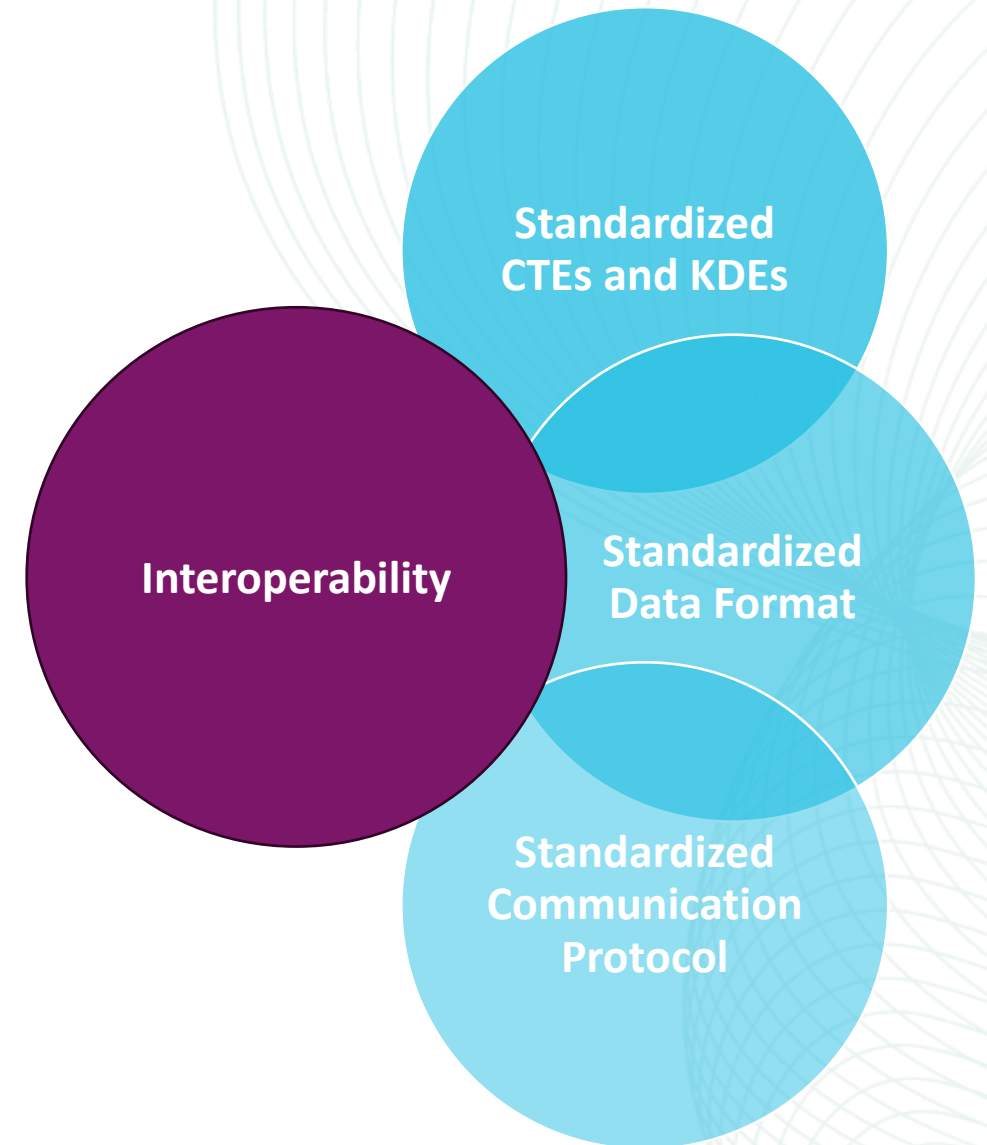 Standardized
CTEs and KDEs
Interoperability
Standardized
Data Format
Standardized
Communication
Protocol